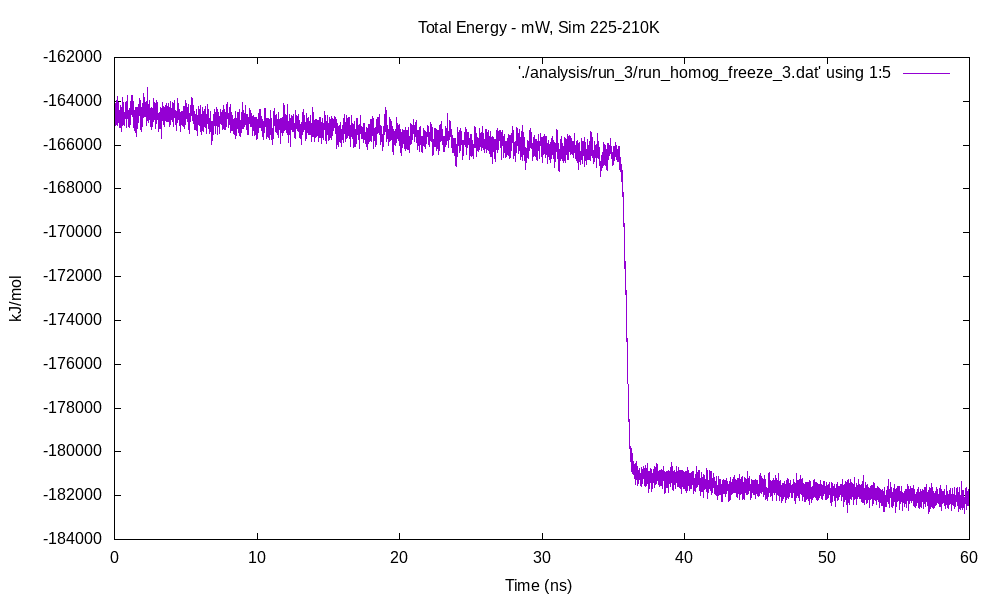 Total Energy - mW, Sim 225-210K
'./analysis/run_3/run_homog_freeze_3.dat' using 1:5
-162000
-164000
-166000
-168000
-170000
-172000
-174000
-176000
-178000
-180000
-182000
-184000
kJ/mol
0 10 20 30 40 50 60
Time (ns)